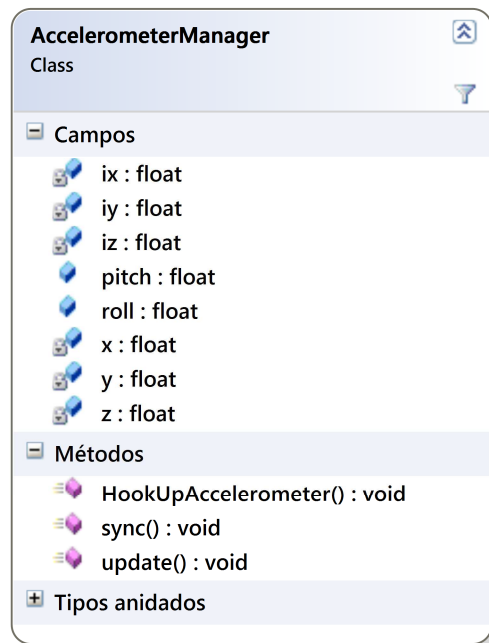 AccelerometerManager
Class
Campos
ix : float
iy : float
iz : float
pitch : float
roll : float
x : float
y : float
z : float
Métodos
HookUpAccelerometer() : void
sync() : void
update() : void
Tipos anidados